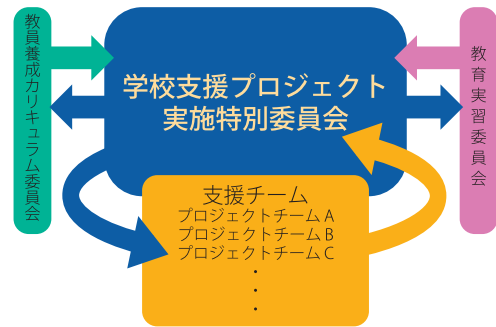 教員養成カリキュラム委員会
学校支援プロジェクト
実施特別委員会
教育実習委員会
支援チーム
プロジェクトチームA
プロジェクトチームB
プロジェクトチームC
・
・
・